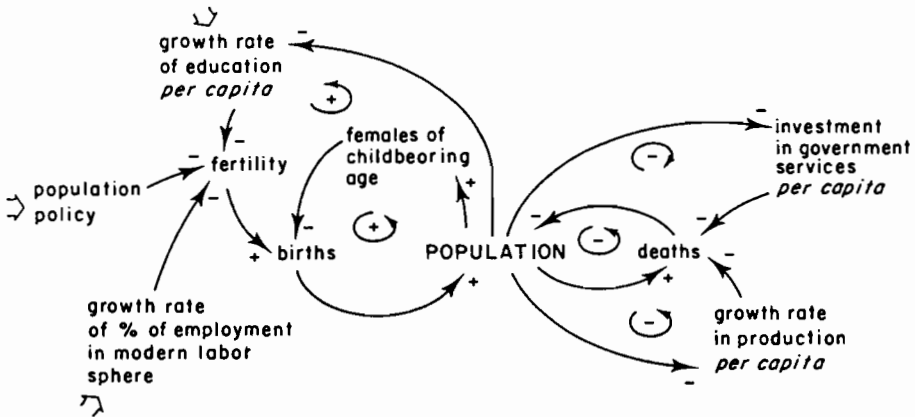 growth rate
of education
per capita
-
-
+
-
investment
in government
services
per capita
females of
childbearing
age
-
-
fertility
-
-
+
-
population
policy
-
+
births
-
+
POPULATION
+
-
-
deaths
+
-
-
growth rate
of % of employment
in modern labor
sphere
-
growth rate
in production
per capita
-